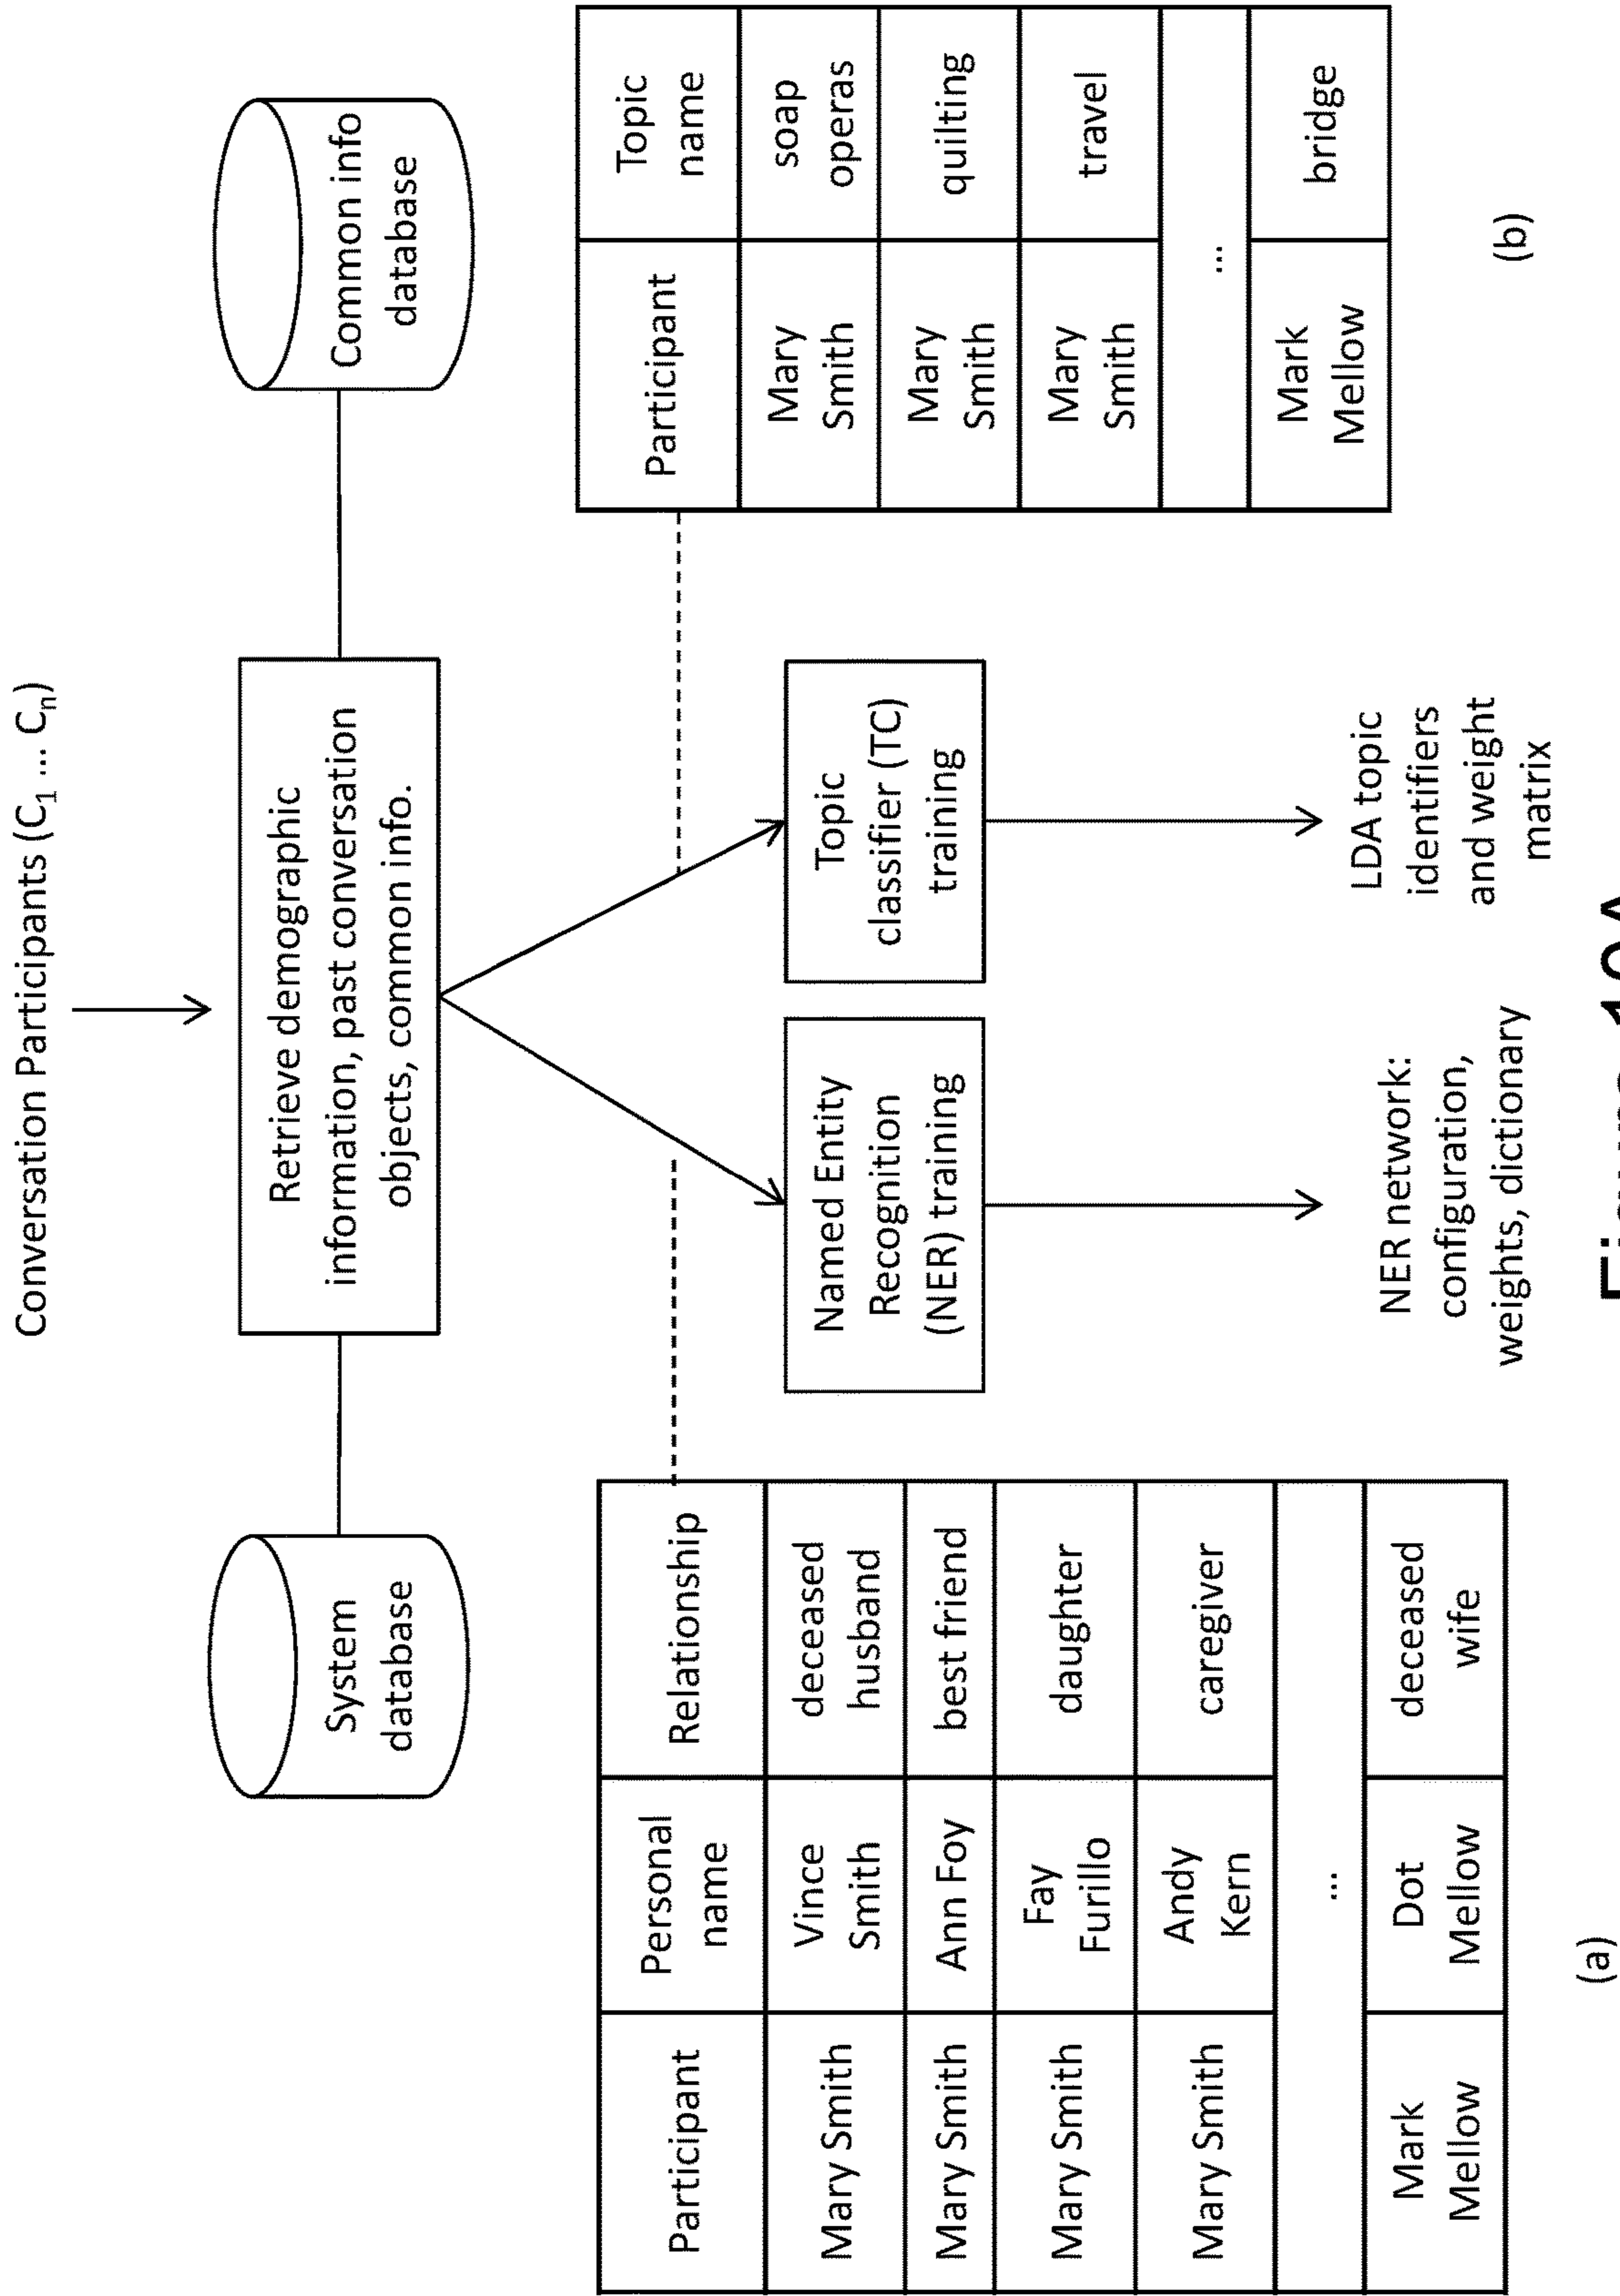 Conversation Participants (C1 ... Cn)
System
database
Retrieve demographic
information, past conversation
objects, common info.
Common info
database
Participant
Personal
name
Relationship
Mary Smith
Vince
Smith
deceased
husband
Mary Smith
Ann Foy
best friend
Mary Smith
Fay
Furillo
daughter
Mary Smith
Andy
Kern
caregiver
...
Mark
Mellow
Dot
Mellow
deceased
wife
(a)
Named Entity
Recognition
(NER) training
Topic
classifier (TC)
training
NER network:
configuration,
weights, dictionary
LDA topic
identifiers
and weight
matrix
Participant
Topic
name
Mary
Smith
soap
operas
Mary
Smith
quilting
Mary
Smith
travel
...
Mark
Mellow
bridge
(b)